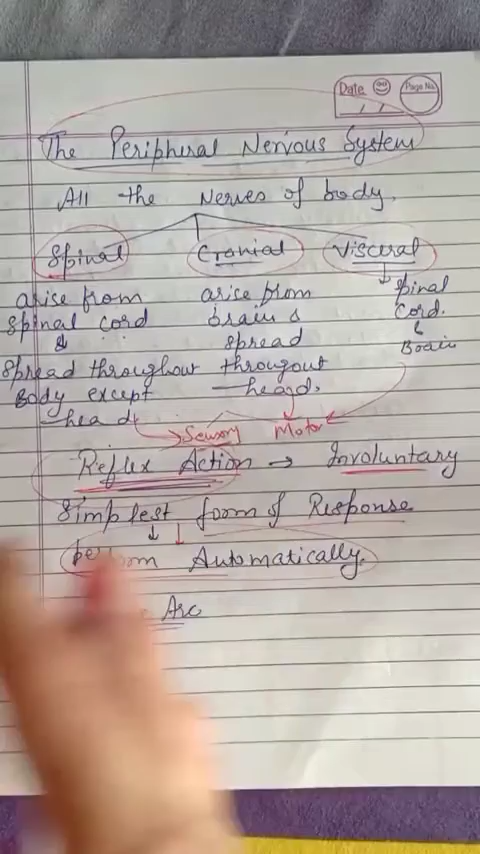 Date
Page No.
The Peripheral Nervous System
All the Nerves of body.
Spinal Cranial Visceral
arise from arise from Spinal
Spinal cord brain & Cord.
& spread &
Spread throughout througout Brain
Body except head.
head
Sensory Motor
Reflex Action → Involuntary
Simplest form of Response
Automatically.
Arc